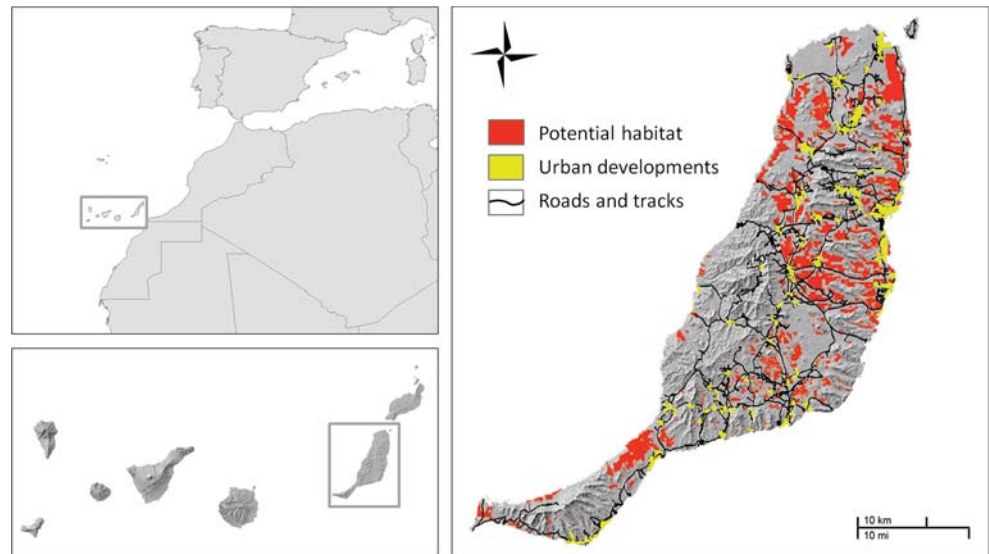 Potential habitat
Urban developments
Roads and tracks
10 km
10 mi